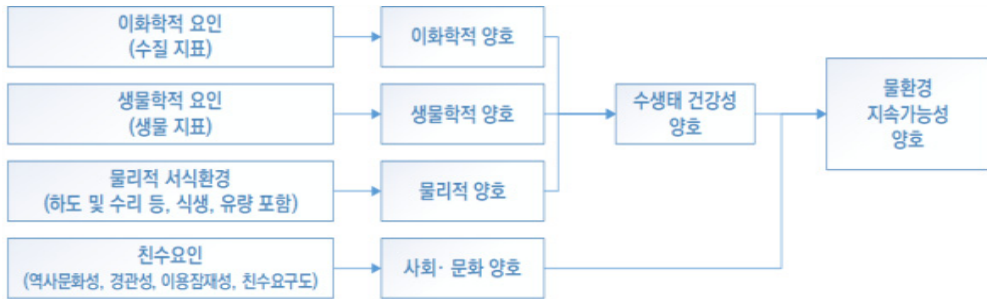 이화학적 요인
(수질 지표)
이화학적 양호
생물학적 요인
(생물 지표)
생물학적 양호
물리적 서식환경
(하도 및 수리 등, 식생, 유량 포함)
물리적 양호
친수요인
(역사문화성, 경관성, 이용잠재성, 친수요구도)
사회· 문화 양호
수생태 건강성
양호
물환경
지속가능성
양호